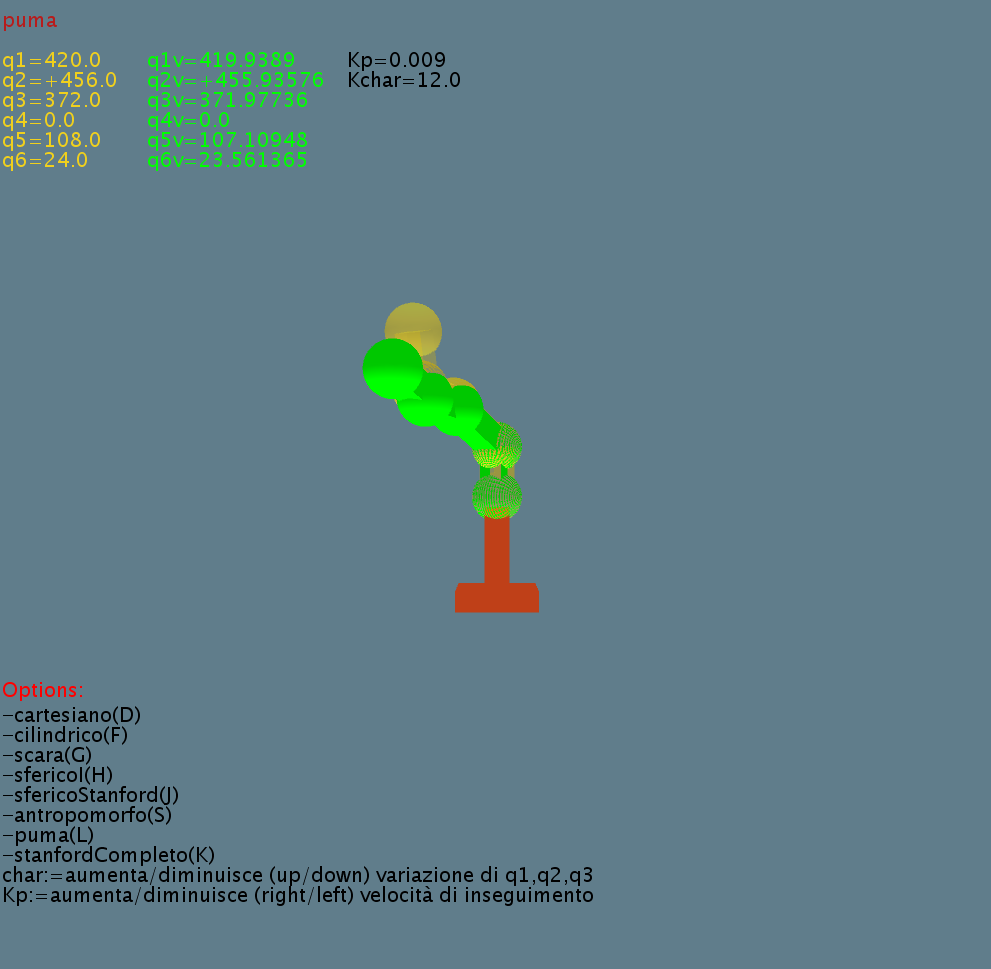 puma
q1=420.0 q1v=419.9389 Kp=0.009
q2=+456.0 q2v=+455.93576 Kchar=12.0
q3=372.0 q3v=371.97736
q4=0.0 q4v=0.0
q5=108.0 q5v=107.10948
q6=24.0 q6v=23.561365
Options:
-cartesiano(D)
-cilindrico(F)
-scara(G)
-sfericoI(H)
-sfericoStanford(J)
-antropomorfo(S)
-puma(L)
-stanfordCompleto(K)
char:=aumenta/diminuisce (up/down) variazione di q1,q2,q3
Kp:=aumenta/diminuisce (right/left) velocità di inseguimento